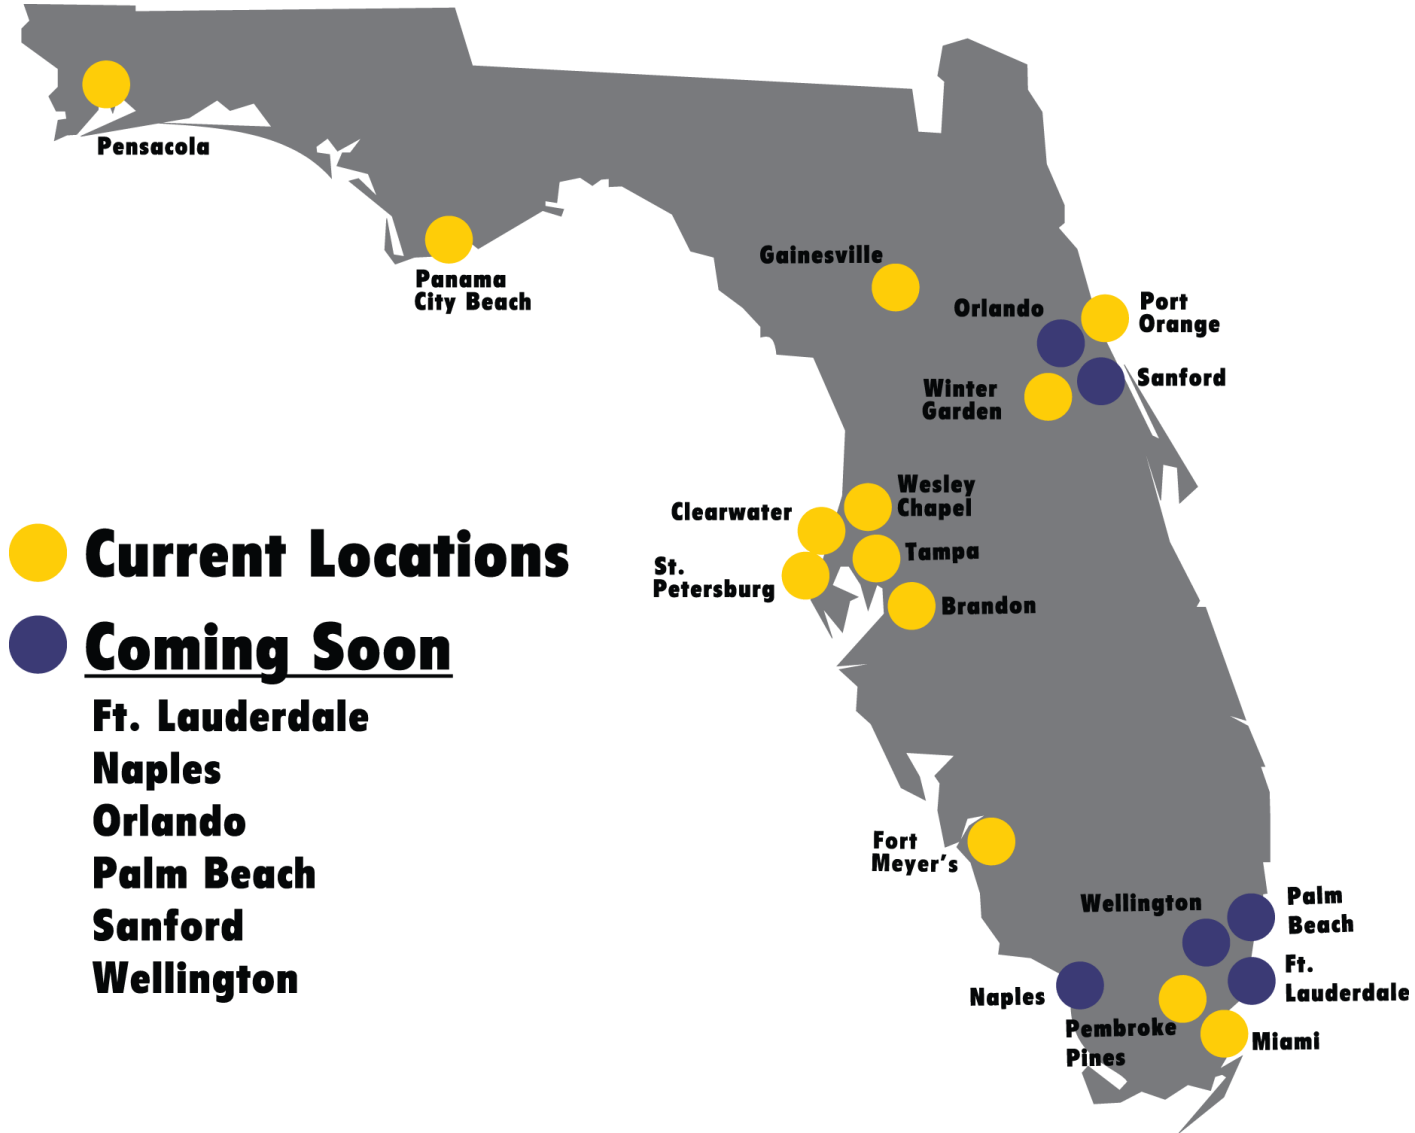 Pensacola
Panama
City Beach
Gainesville
Orlando
Port
Orange
Sanford
Winter
Garden
Wesley
Chapel
Clearwater
Tampa
St.
Petersburg
Brandon
Current Locations
Coming Soon
Ft. Lauderdale
Naples
Orlando
Palm Beach
Sanford
Wellington
Fort
Meyer's
Wellington
Palm
Beach
Ft.
Lauderdale
Naples
Pembroke
Pines
Miami